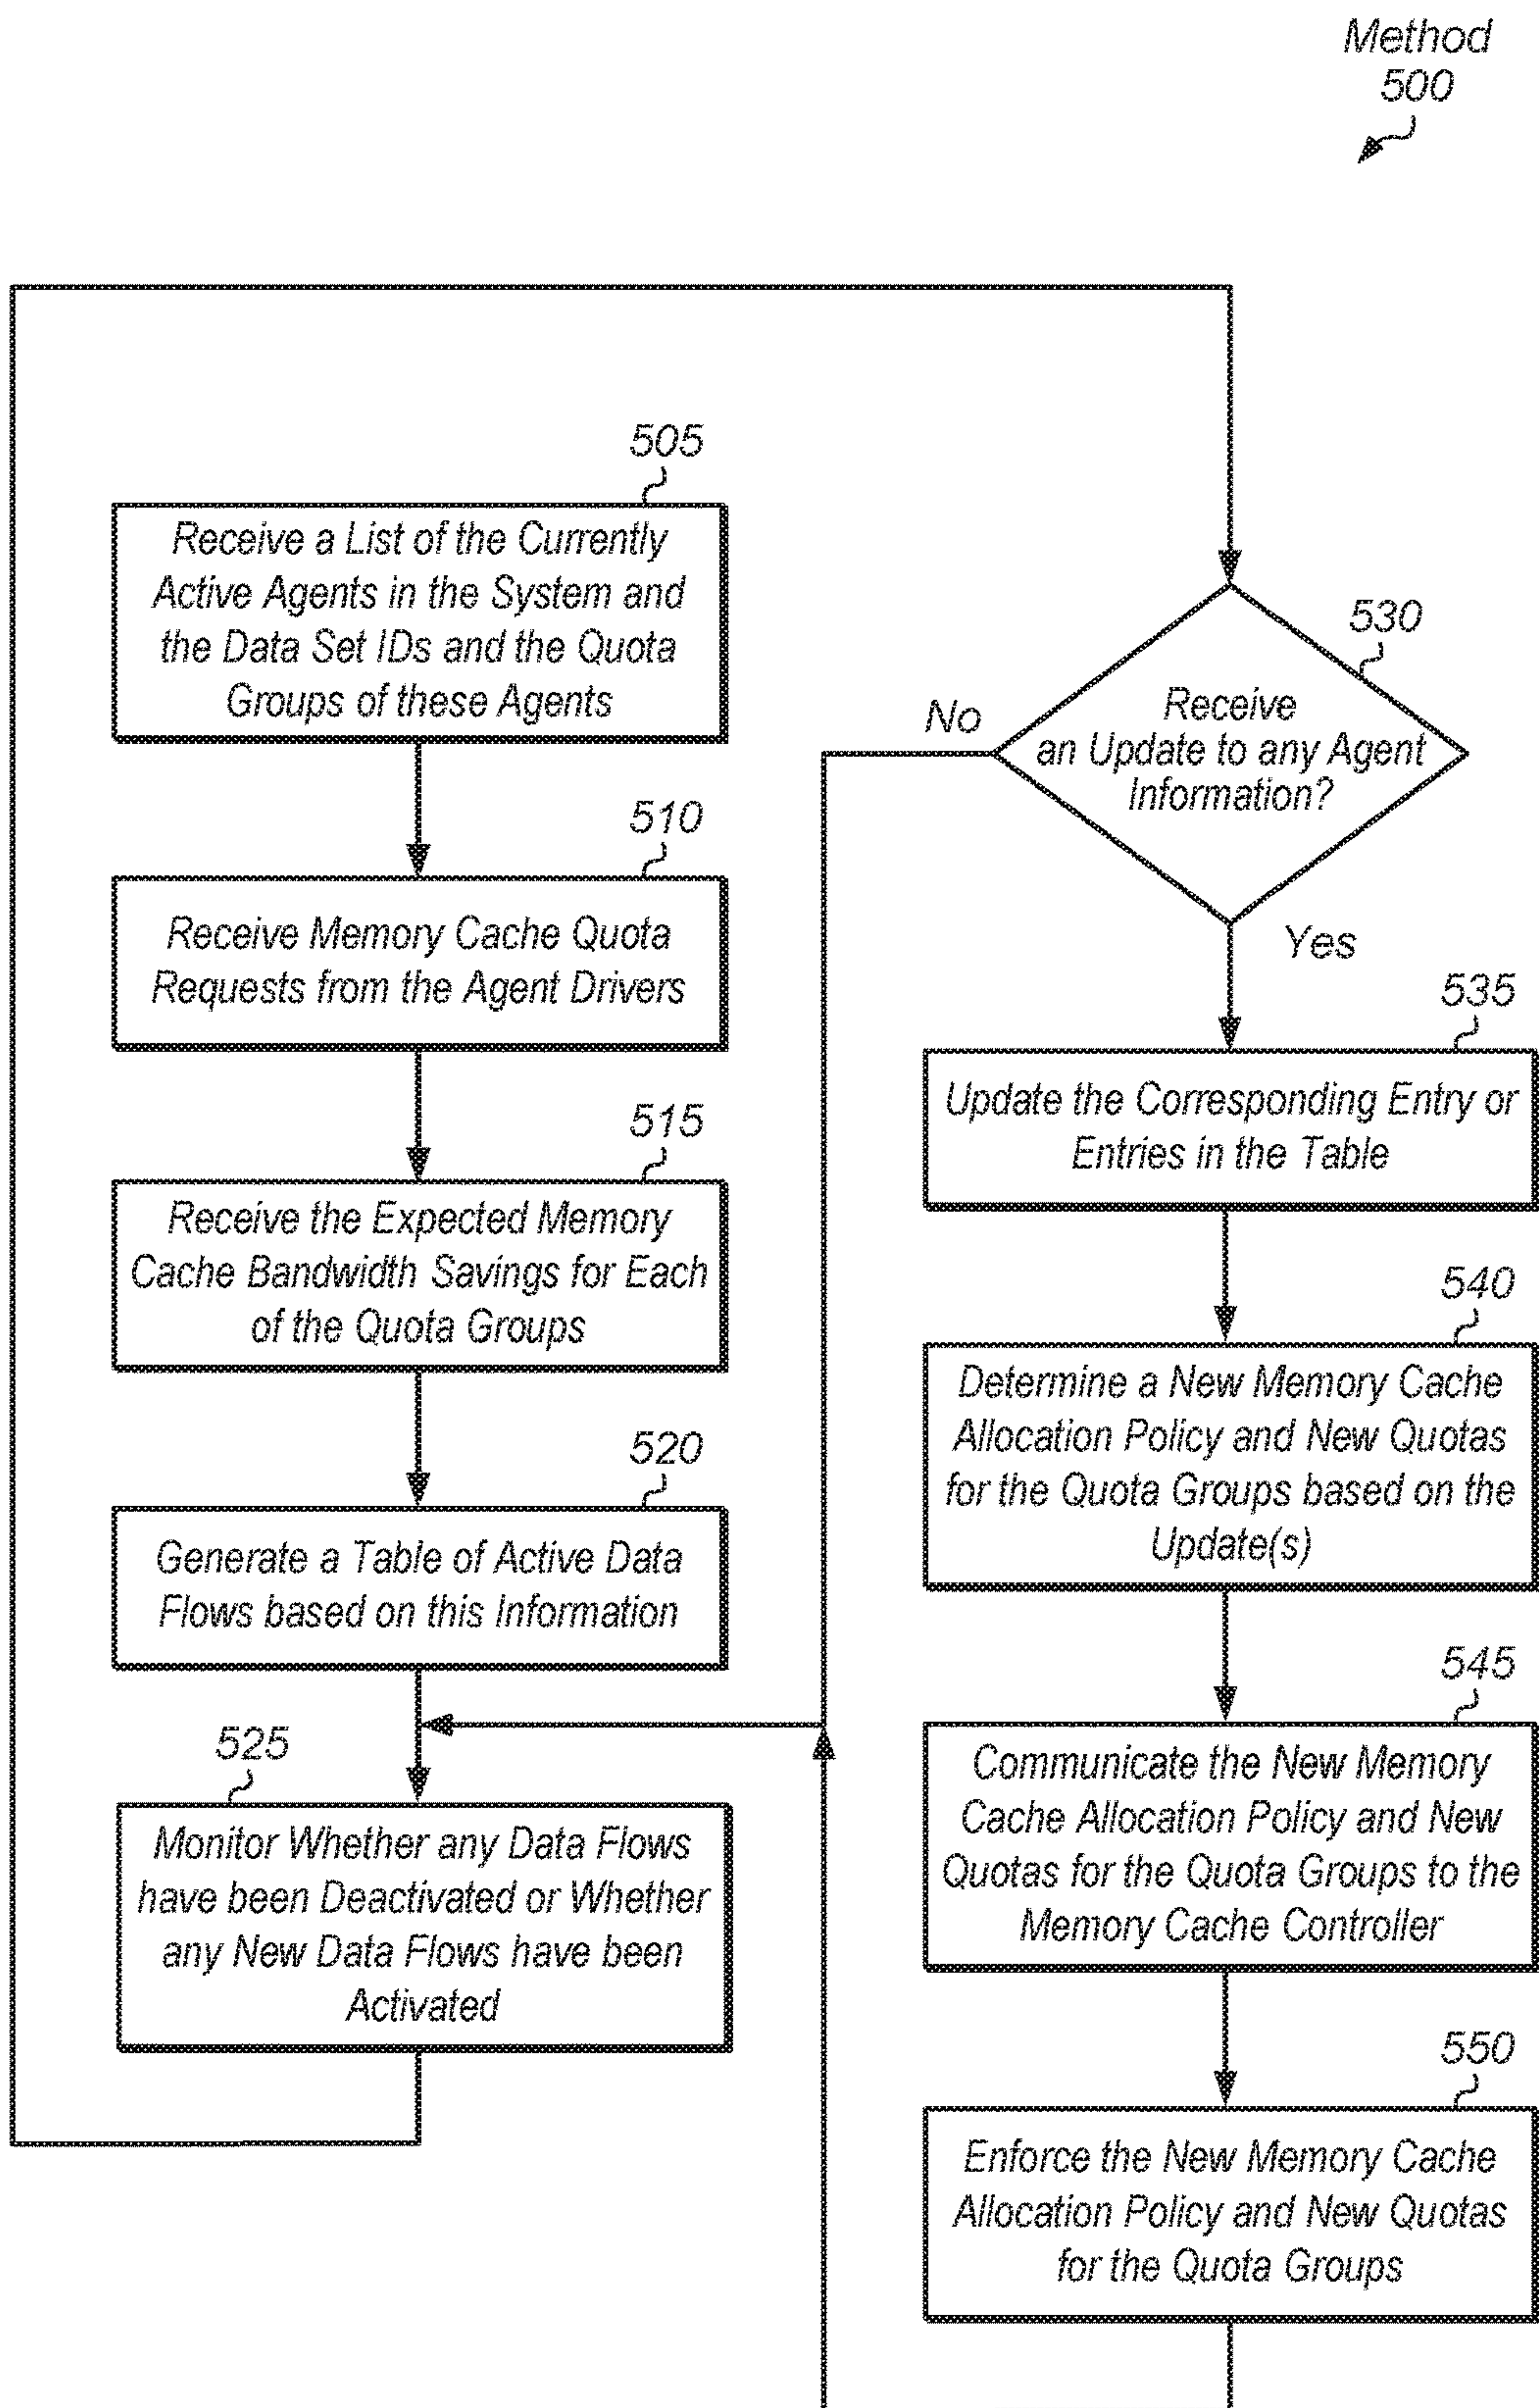 Method
500
505
Receive a List of the Currently
Active Agents in the System and
the Data Set IDs and the Quota
Groups of these Agents
510
Receive Memory Cache Quota
Requests from the Agent Drivers
515
Receive the Expected Memory
Cache Bandwidth Savings for Each
of the Quota Groups
520
Generate a Table of Active Data
Flows based on this Information
525
Monitor Whether any Data Flows
have been Deactivated or Whether
any New Data Flows have been
Activated
530
Receive
an Update to any Agent
Information?
No
Yes
535
Update the Corresponding Entry or
Entries in the Table
540
Determine a New Memory Cache
Allocation Policy and New Quotas
for the Quota Groups based on the
Update(s)
545
Communicate the New Memory
Cache Allocation Policy and New
Quotas for the Quota Groups to the
Memory Cache Controller
550
Enforce the New Memory Cache
Allocation Policy and New Quotas
for the Quota Groups